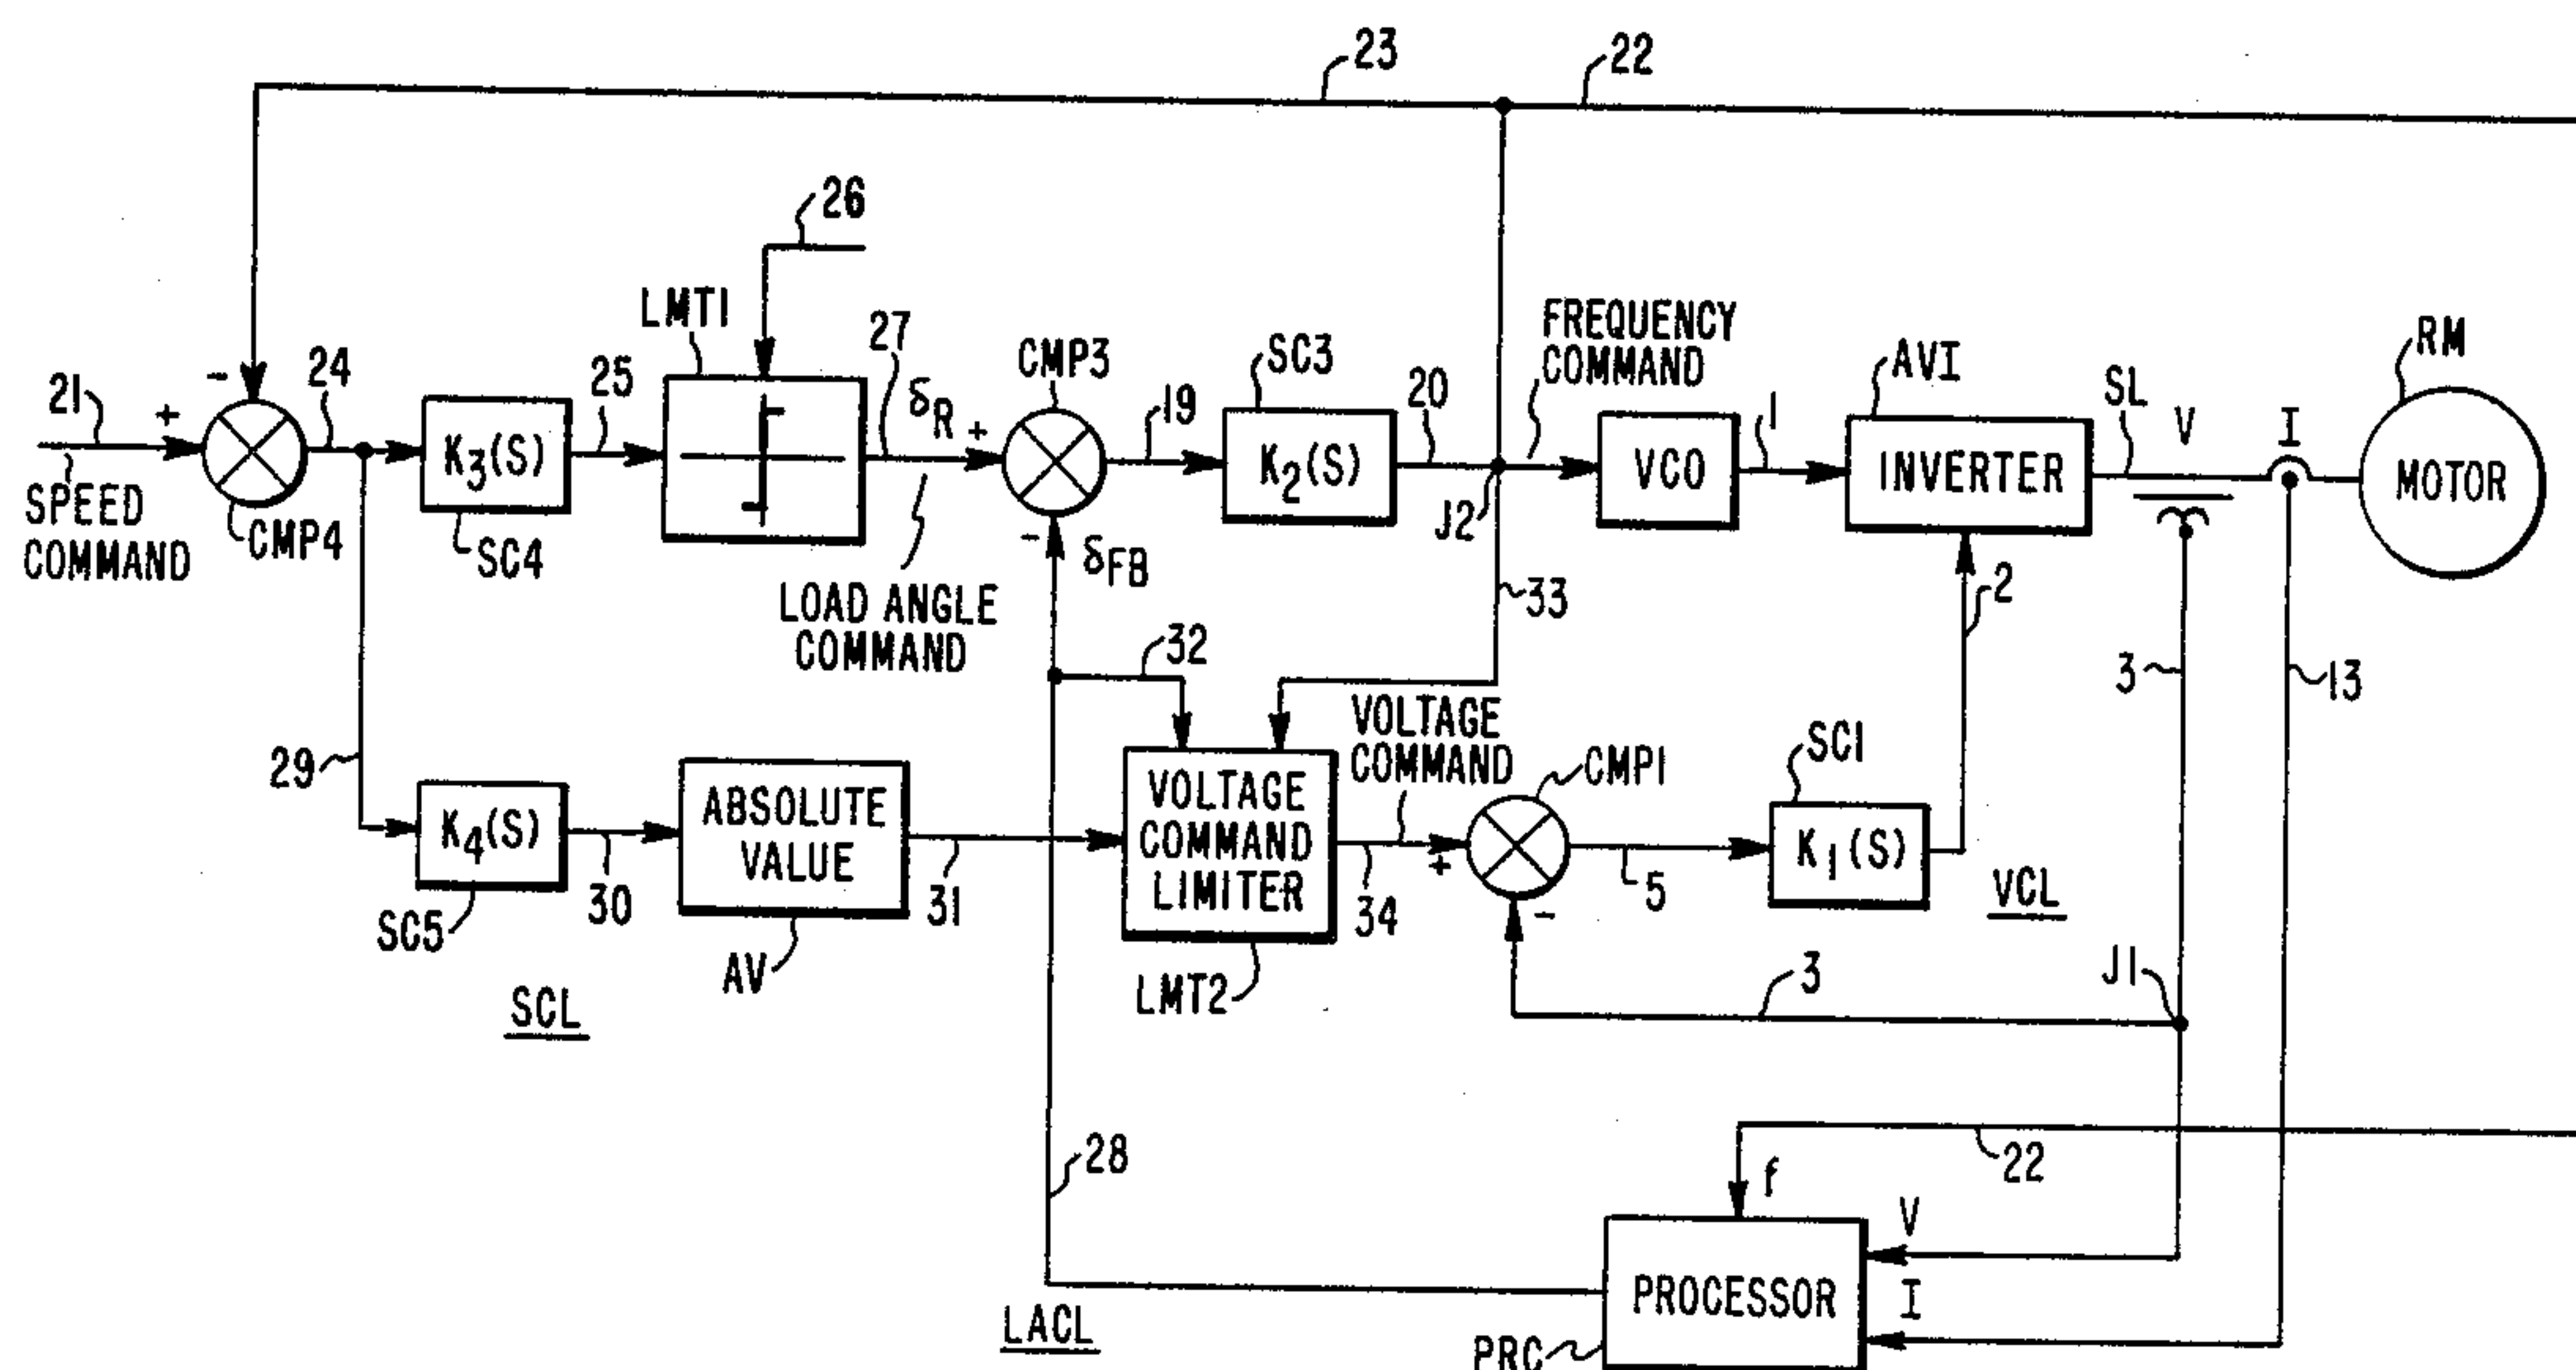 23
22
26
LMT1
27
δR
CMP3
SC3
FREQUENCY
COMMAND
AVI
RM
21
+
-
24
25
+
19
20
1
SL
V
I
K3(S)
K2(S)
VCO
INVERTER
MOTOR
SPEED
COMMAND
CMP4
SC4
-
δFB
J2
LOAD ANGLE
COMMAND
32
33
2
3
13
VOLTAGE
COMMAND
CMP1
SC1
29
K4(S)
ABSOLUTE
VALUE
VOLTAGE
COMMAND
LIMITER
+
K1(S)
30
31
34
5
VCL
SC5
AV
LMT2
-
3
J1
SCL
28
f
22
V
PROCESSOR
I
LACL
PRC